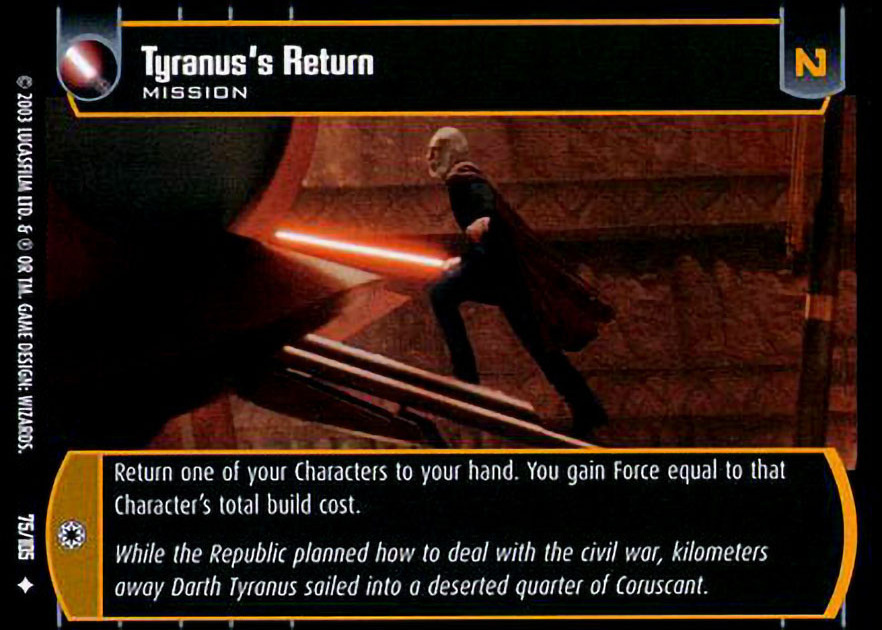 Tyranus's Return
MISSION
N
Return one of your Characters to your hand. You gain Force equal to that
Character's total build cost.
While the Republic planned how to deal with the civil war, kilometers
away Darth Tyranus sailed into a deserted quarter of Coruscant.
© 2003 LUCASFILM LTD. & ® OR TM. GAME DESIGN: WIZARDS.
75/105